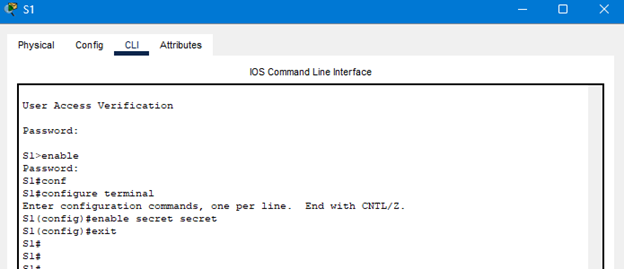 S1
Physical Config CLI Attributes
IOS Command Line Interface
User Access Verification
Password:
S1>enable
Password:
S1#conf
S1#configure terminal
Enter configuration commands, one per line.  End with CNTL/Z.
S1(config)#enable secret secret
S1(config)#exit
S1#
S1#
S1#